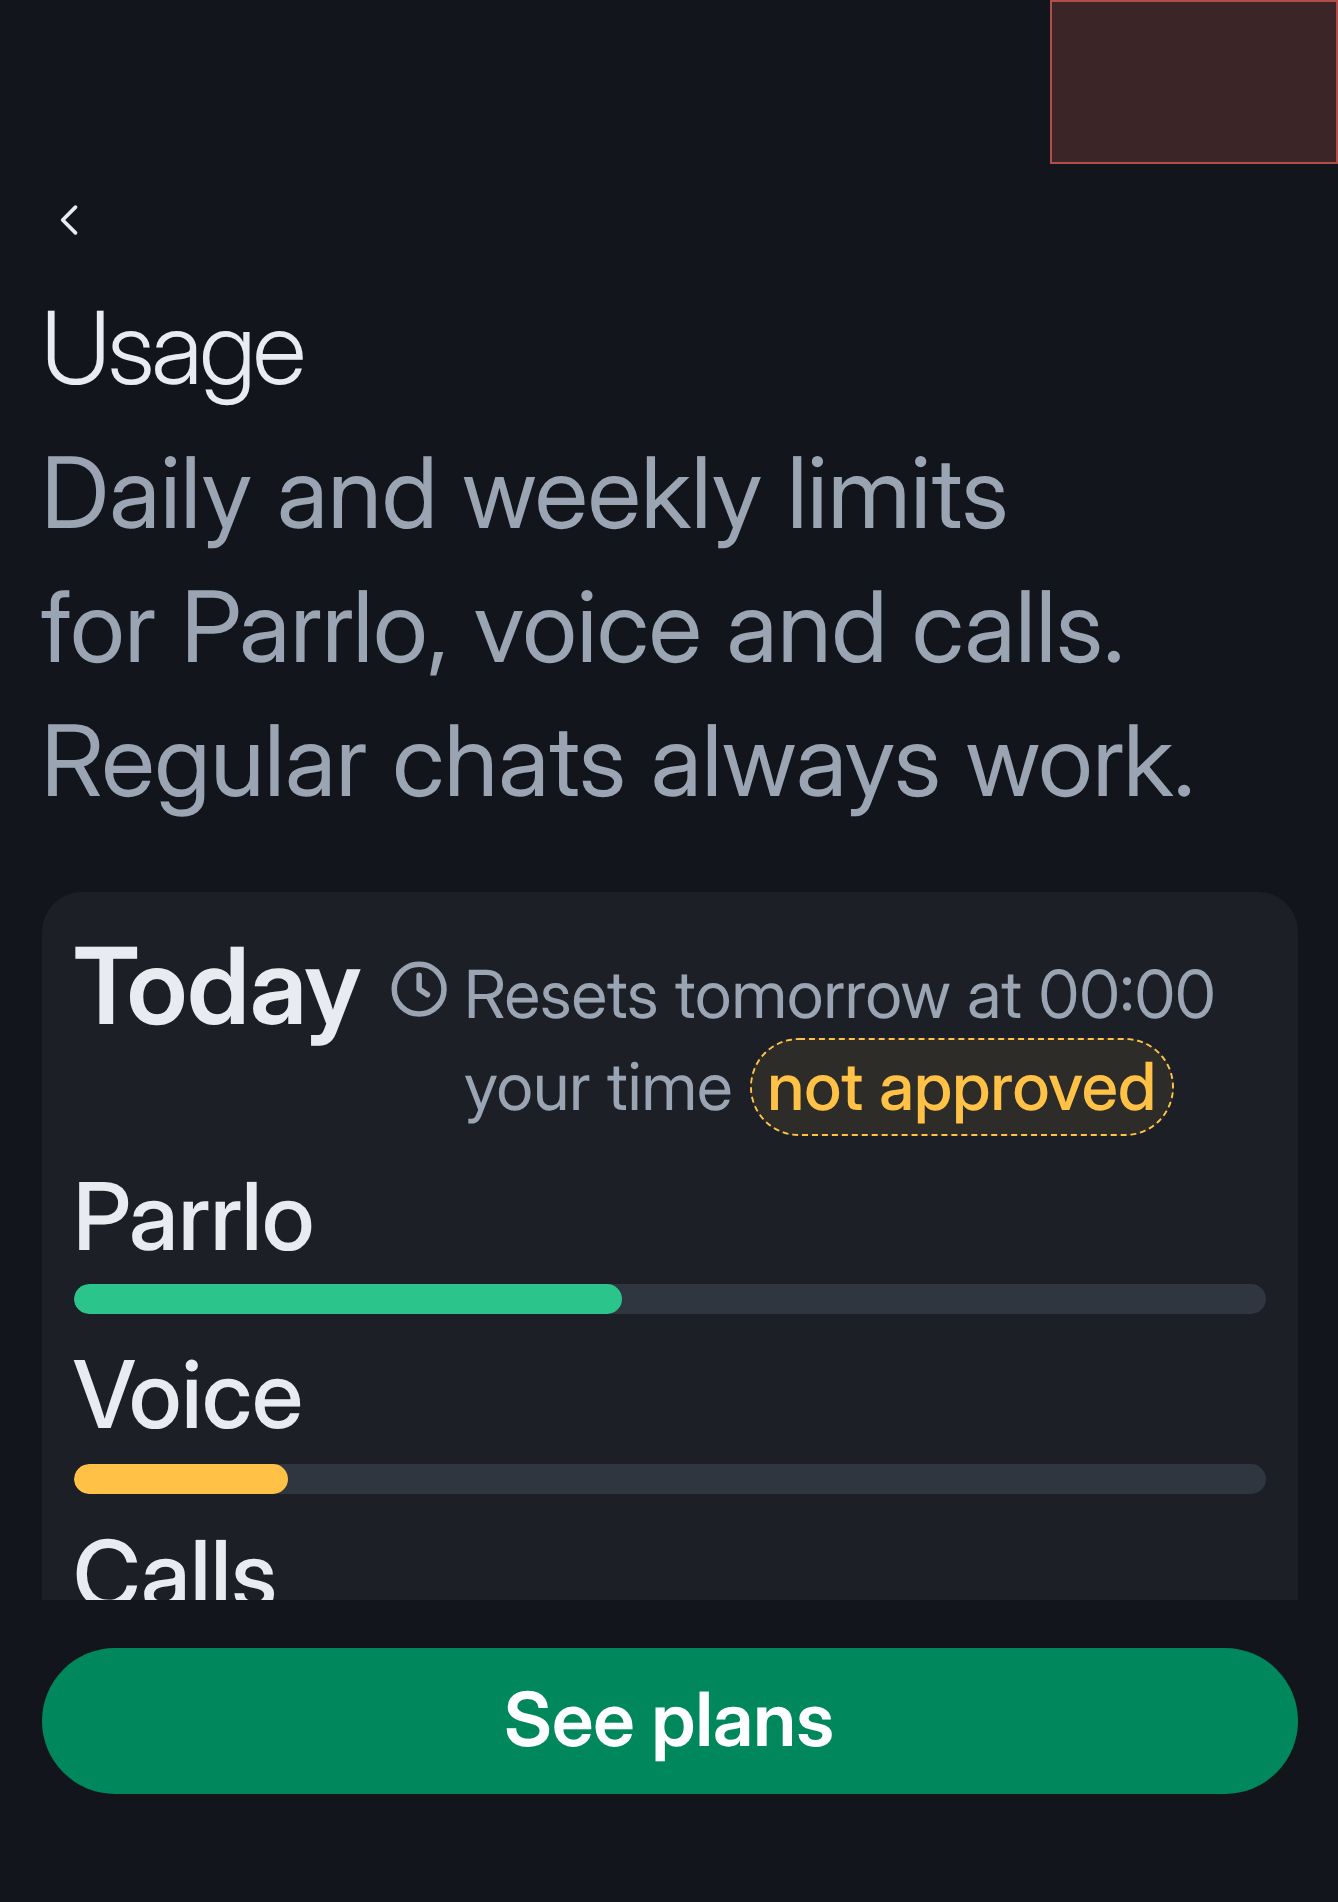 Usage
Daily and weekly limits
for Parrlo, voice and calls.
Regular chats always work.
Today
Resets tomorrow at 00:00
your time not approved
Parrlo
Voice
Calls
See plans